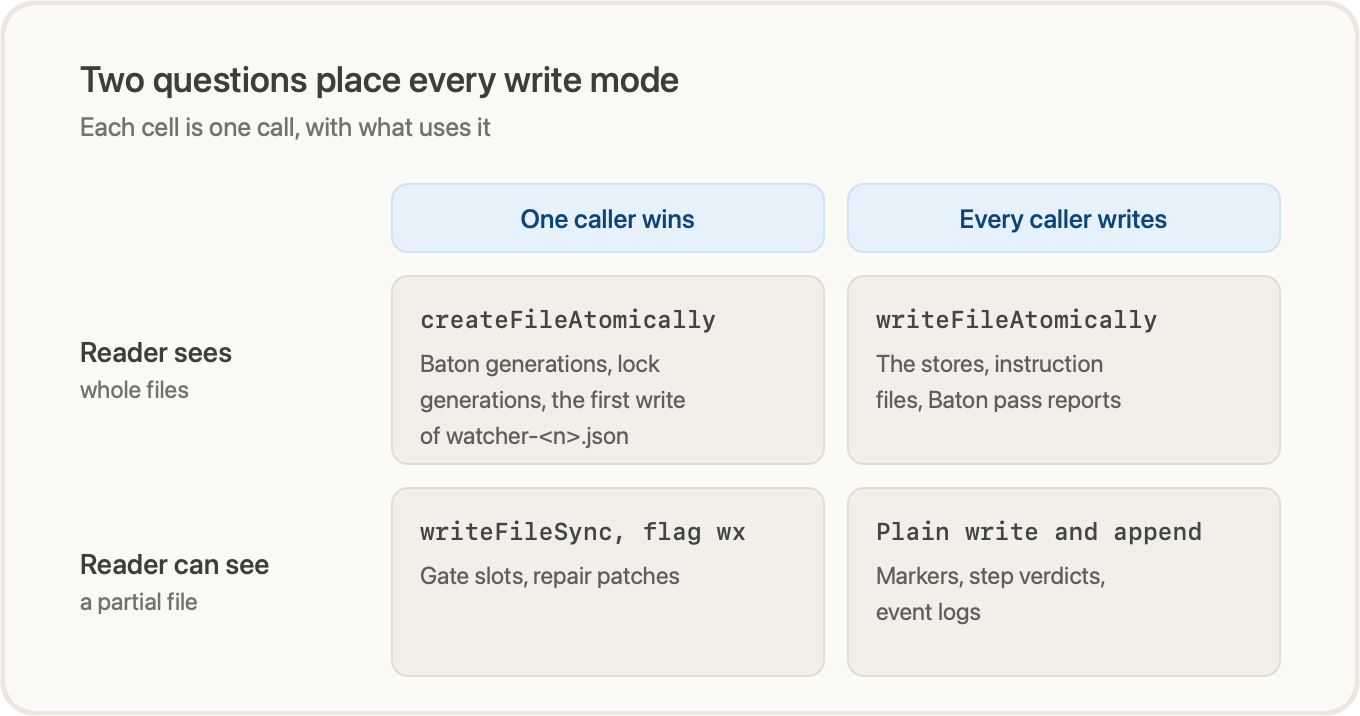 Two questions place every write mode
Each cell is one call, with what uses it
One caller wins
Every caller writes
Reader sees
whole files
createFileAtomically
Baton generations, lock
generations, the first write
of watcher-<n>.json
writeFileAtomically
The stores, instruction
files, Baton pass reports
Reader can see
a partial file
writeFileSync, flag wx
Gate slots, repair patches
Plain write and append
Markers, step verdicts,
event logs